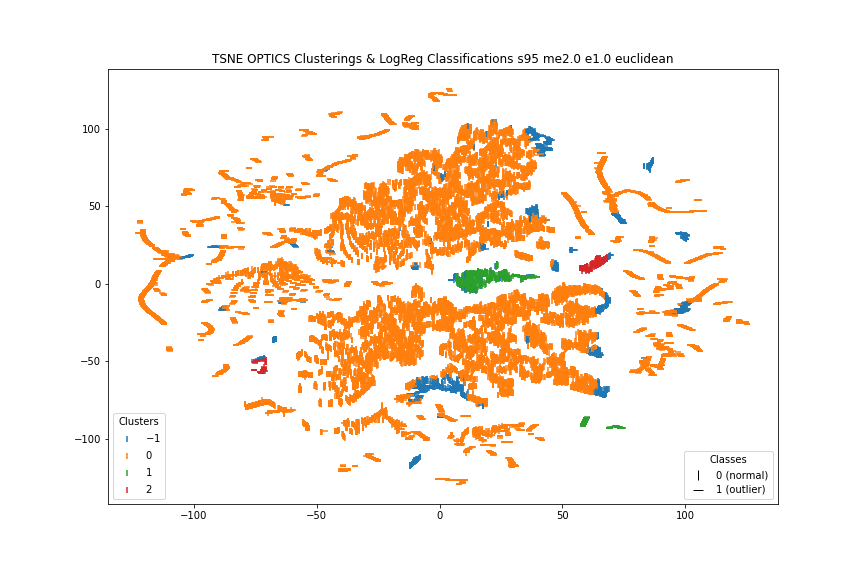 TSNE OPTICS Clusterings & LogReg Classifications s95 me2.0 e1.0 euclidean
100
50
0
−50
−100
Clusters
−1
0
1
2
Classes
0 (normal)
1 (outlier)
−100 −50 0 50 100